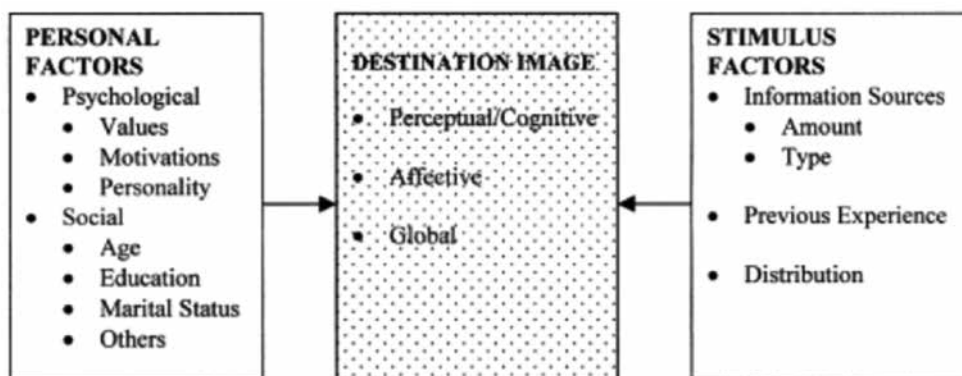 PERSONAL
FACTORS
• Psychological
• Values
• Motivations
• Personality
• Social
• Age
• Education
• Marital Status
• Others
DESTINATION IMAGE
• Perceptual/Cognitive
• Affective
• Global
STIMULUS
FACTORS
• Information Sources
• Amount
• Type
• Previous Experience
• Distribution